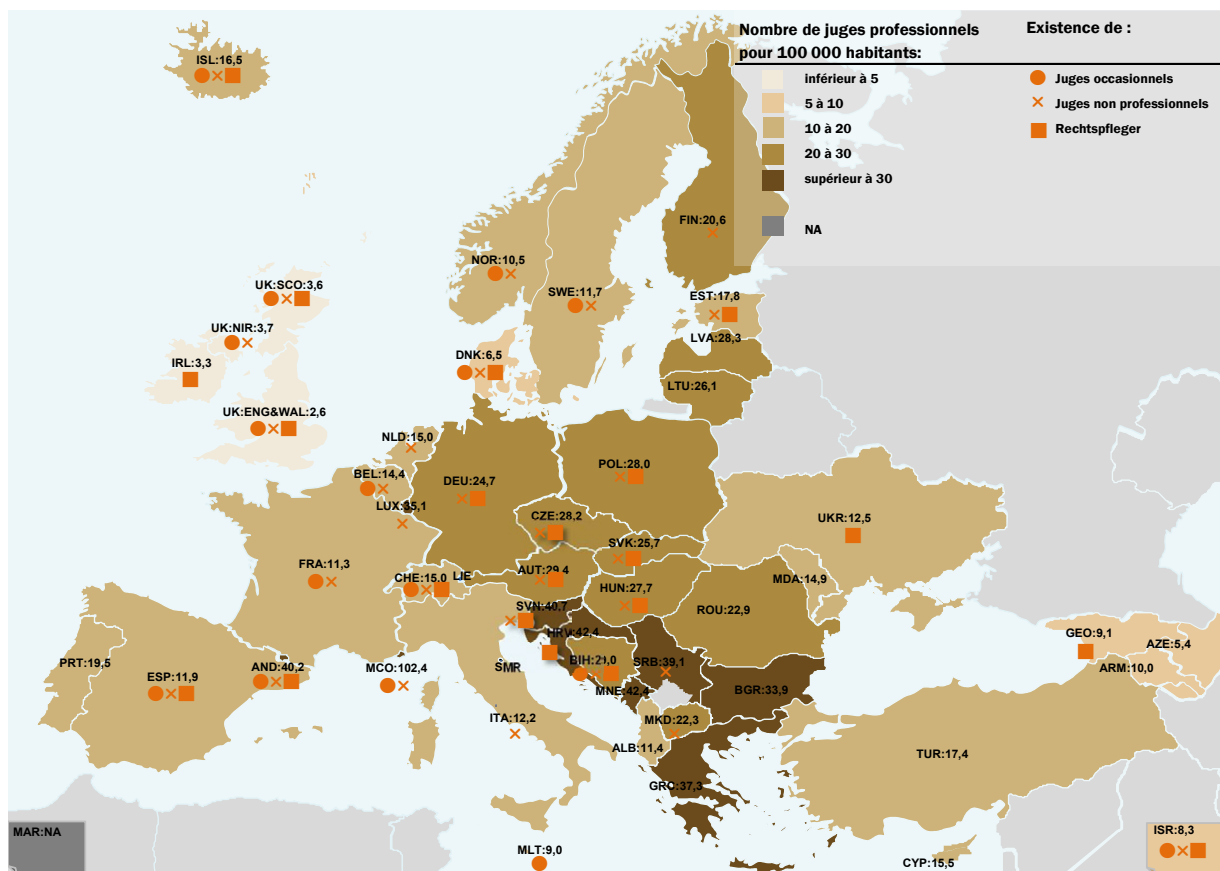 Nombre de juges professionnels
pour 100 000 habitants:
Existence de :
inférieur à 5
5 à 10
10 à 20
20 à 30
supérieur à 30
NA
Juges occasionnels
Juges non professionnels
Rechtspfleger
ISL:16,5
FIN:20,6
NOR:10,5
SWE:11,7
UK:SCO:3,6
EST:17,8
UK:NIR:3,7
LVA:28,3
DNK:6,5
IRL:3,3
LTU:26,1
UK:ENG&WAL:2,6
NLD:15,0
POL:28,0
BEL:14,4
DEU:24,7
LUX:35,1
CZE:28,2
UKR:12,5
SVK:25,7
FRA:11,3
AUT:29,4
CHE:15,0
LIE
MDA:14,9
HUN:27,7
SVN:40,7
ROU:22,9
HRV:42,4
GEO:9,1
AZE:5,4
PRT:19,5
ESP:11,9
AND:40,2
MCO:102,4
SMR
BIH:29,0
SRB:39,1
ARM:10,0
MNE:42,4
BGR:33,9
ITA:12,2
MKD:22,3
ALB:11,4
TUR:17,4
GRC:37,3
MAR:NA
ISR:8,3
MLT:9,0
CYP:15,5